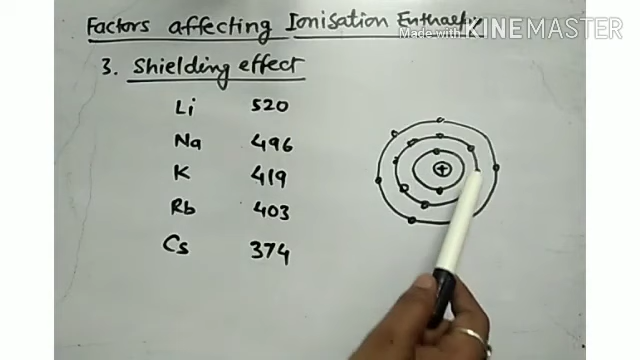 Factors affecting Ionisation Enthalpy
Made with KINEMASTER
3. Shielding effect
Li 520
Na 496
K 419
Rb 403
Cs 374
+